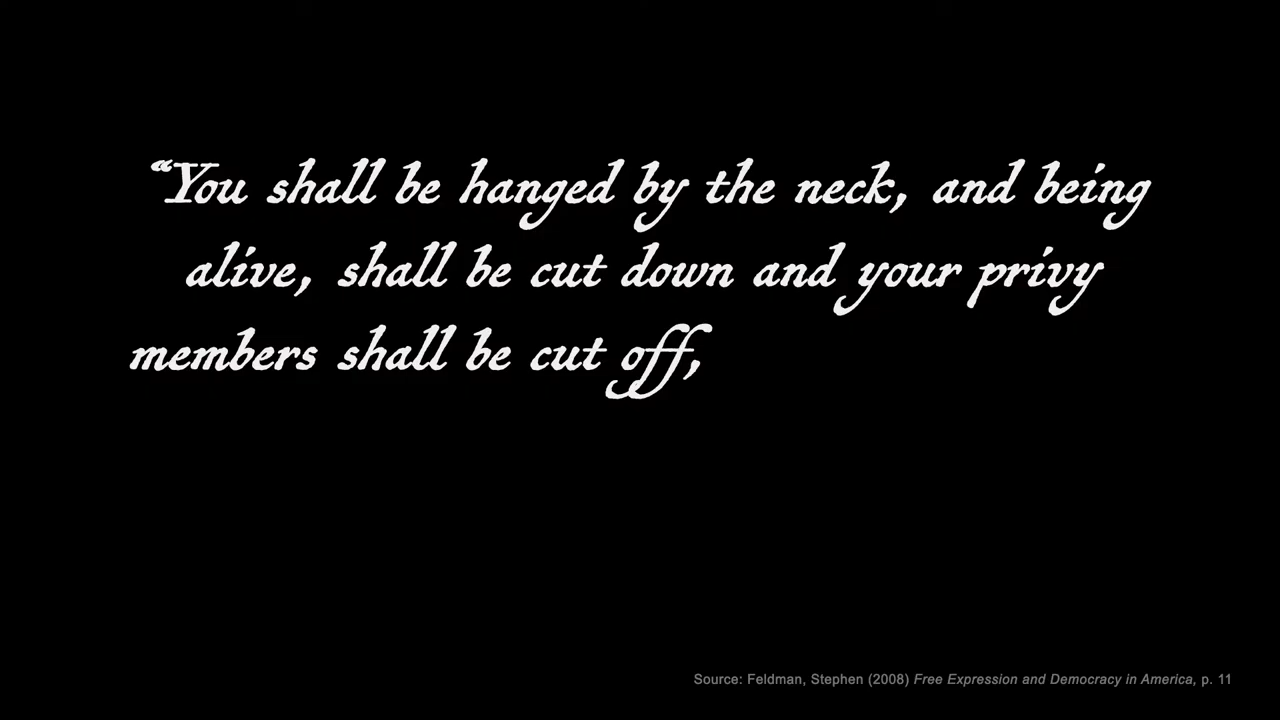 “You shall be hanged by the neck, and being
alive, shall be cut down and your privy
members shall be cut off,
Source: Feldman, Stephen (2008) Free Expression and Democracy in America, p. 11